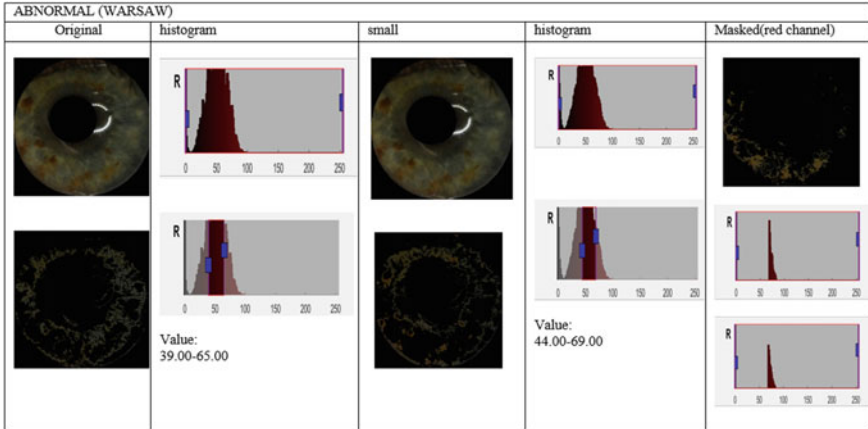 ABNORMAL (WARSAW)
Original histogram small histogram Masked(red channel)
R
0 50 100 150 200 250
R
0 50 100 150 200 250
Value:
39.00-65.00
R
0 50 100 150 200 250
R
0 50 100 150 200 250
Value:
44.00-69.00
R
0 50 100 150 200 250
R
0 50 100 150 200 250